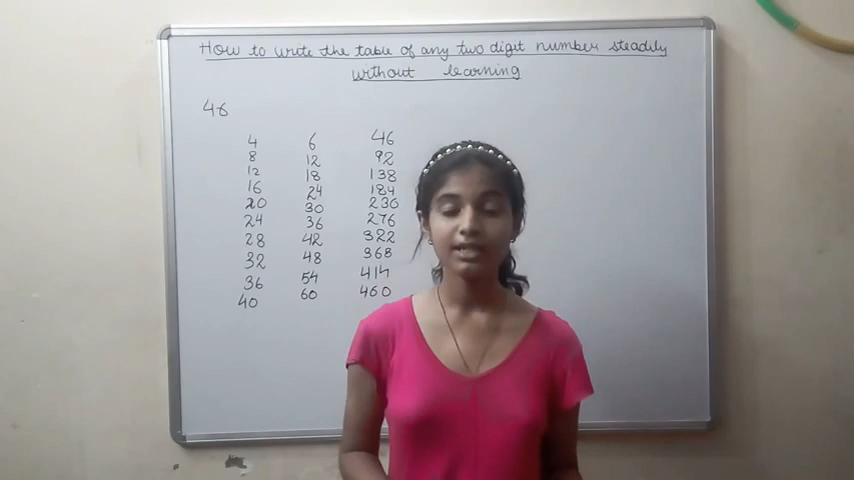 How to write the table of any two digit number steadily
without learning
46
4 6 46
8 12 92
12 18 138
16 24 184
20 30 230
24 36 276
28 42 322
32 48 368
36 54 414
40 60 460